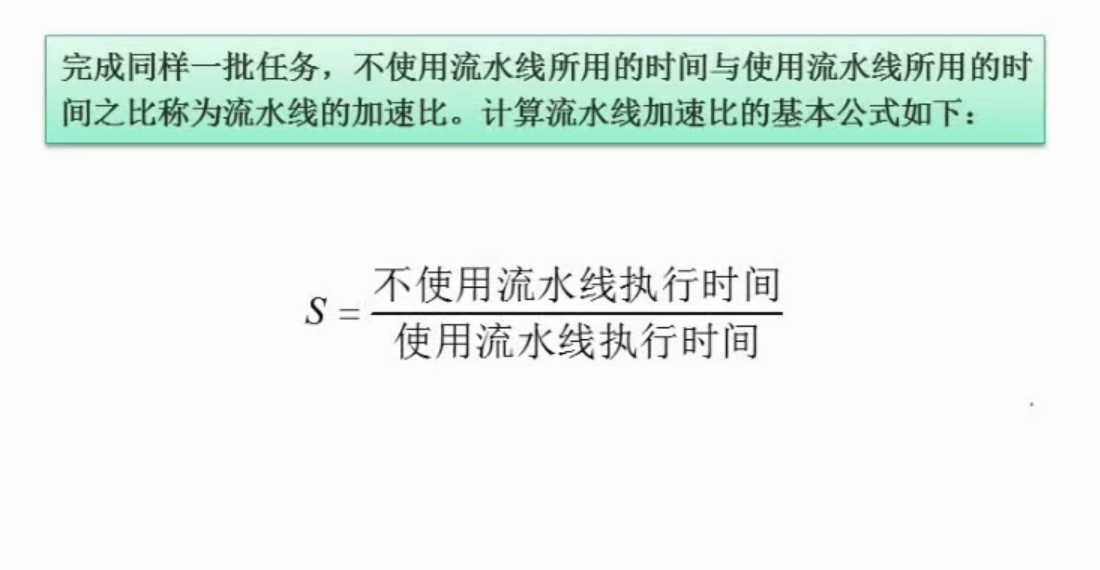 完成同样一批任务，不使用流水线所用的时间与使用流水线所用的时
间之比称为流水线的加速比。计算流水线加速比的基本公式如下：
不使用流水线执行时间
S =
使用流水线执行时间